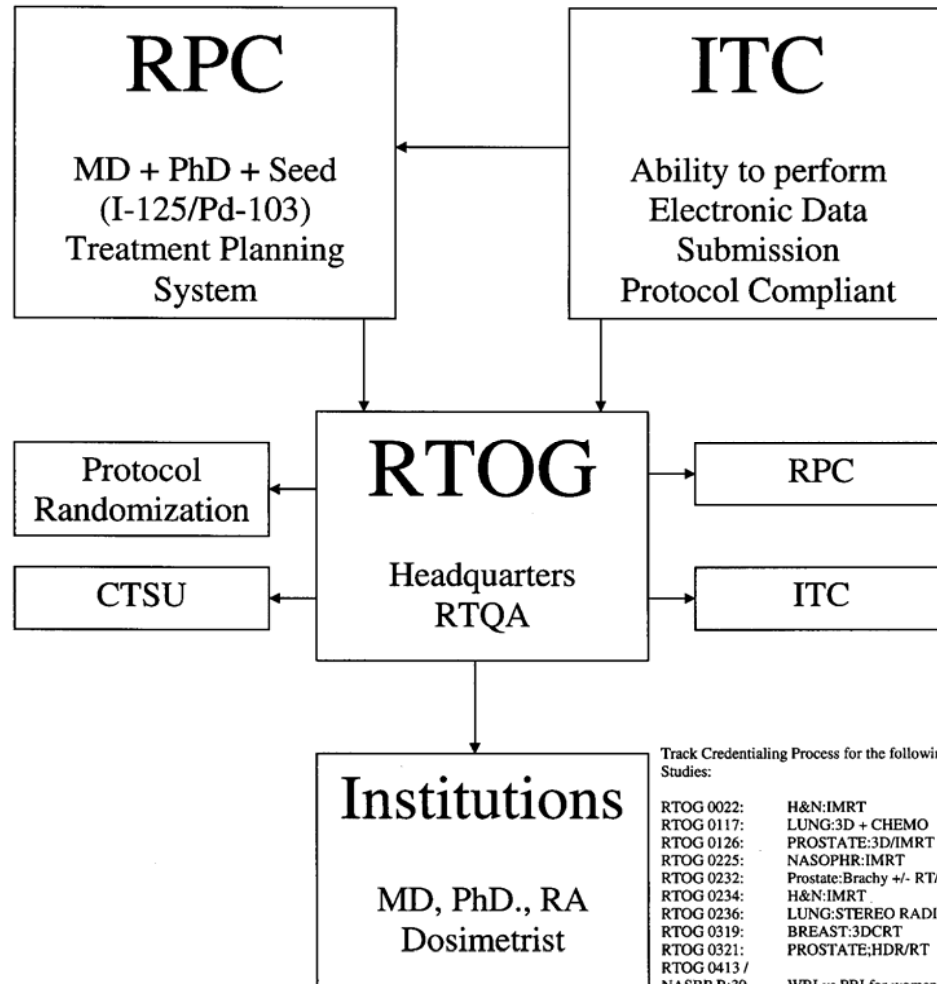 RPC
MD + PhD + Seed
(I-125/Pd-103)
Treatment Planning
System
ITC
Ability to perform
Electronic Data
Submission
Protocol Compliant
RTOG
Headquarters
RTQA
Protocol
Randomization
CTSU
RPC
ITC
Institutions
MD, PhD., RA
Dosimetrist
Track Credentialing Process for the
Studies:
RTOG 0022: H&N:IMRT
RTOG 0117: LUNG:3D + CHEMO
RTOG 0126: PROSTATE:3D/IMRT
RTOG 0225: NASOPHR:IMRT
RTOG 0232: Prostate:Brachy +/-
RTOG 0234: H&N:IMRT
RTOG 0236: LUNG:STEREO
RTOG 0319: BREAST:3DCRT
RTOG 0321: PROSTATE;HDR/RT
RTOG 0413 /